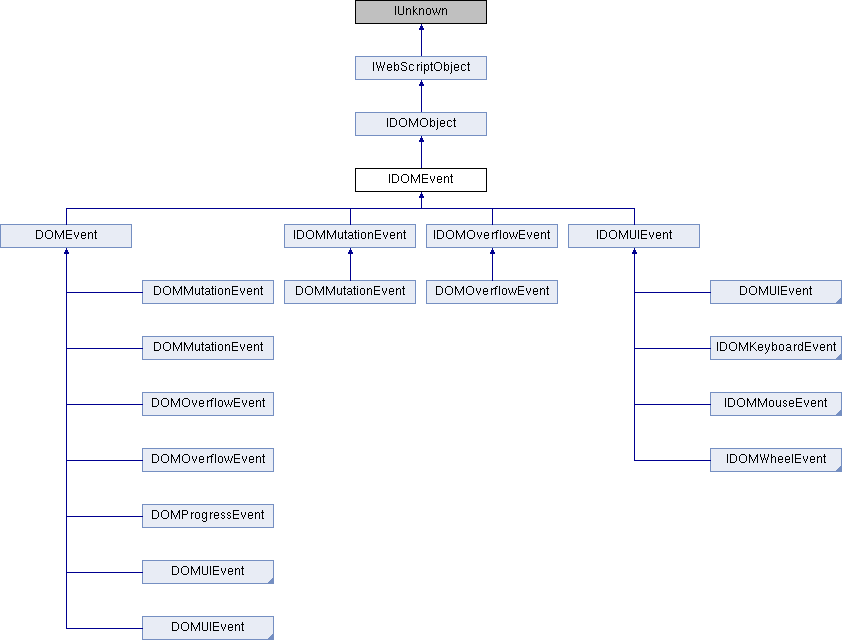 IUnknown
IWebScriptObject
IDOMObject
IDOMEvent
DOMEvent
IDOMMutationEvent
IDOMOverflowEvent
IDOMUIEvent
DOMMutationEvent
DOMMutationEvent
DOMOverflowEvent
DOMUIEvent
DOMMutationEvent
IDOMKeyboardEvent
DOMOverflowEvent
IDOMMouseEvent
DOMOverflowEvent
IDOMWheelEvent
DOMProgressEvent
DOMUIEvent
DOMUIEvent